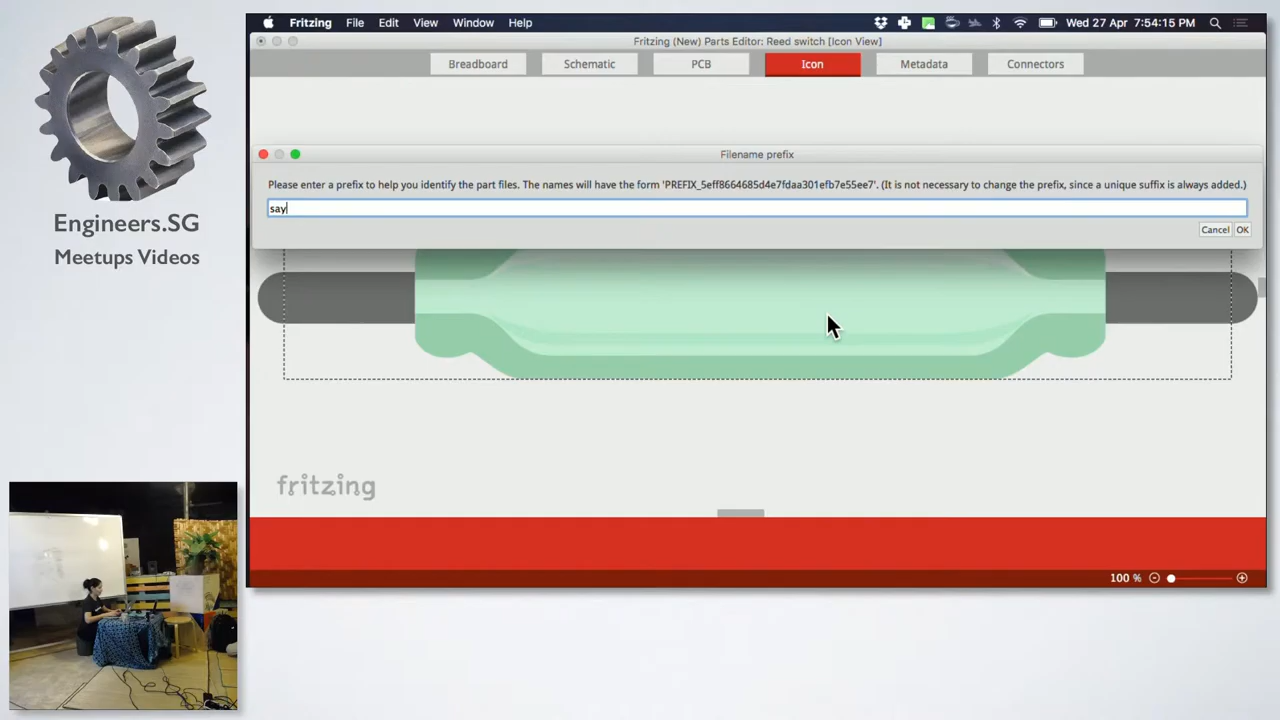 Fritzing File Edit View Window Help Wed 27 Apr 7:54:15 PM
Fritzing (New) Parts Editor: Reed switch [Icon View]
Breadboard Schematic PCB Icon Metadata Connectors
Filename prefix
Please enter a prefix to help you identify the part files. The names will have the form 'PREFIX_5eff8664685d4e7fdaa301efb7e55ee7'. (It is not necessary to change the prefix, since a unique suffix is always added.)
say
Cancel OK
Engineers.SG
Meetups Videos
fritzing
100 %